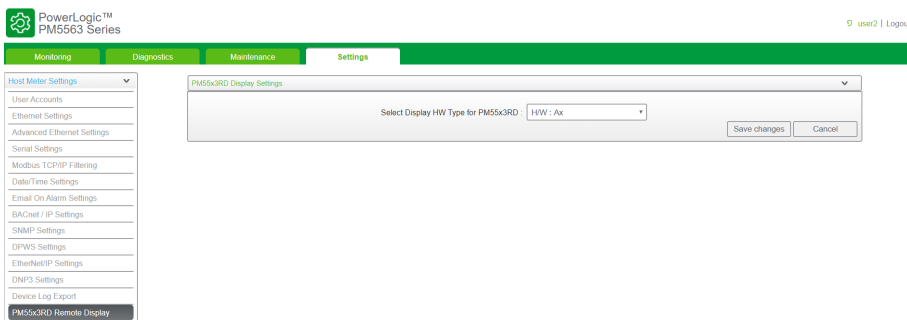 PowerLogic™
PM5563 Series
user2 | Logou
Monitoring Diagnostics Maintenance Settings
Host Meter Settings
User Accounts
Ethernet Settings
Advanced Ethernet Settings
Serial Settings
Modbus TCP/IP Filtering
Date/Time Settings
Email On Alarm Settings
BACnet / IP Settings
SNMP Settings
DPWS Settings
EtherNet/IP Settings
DNP3 Settings
Device Log Export
PM55x3RD Remote Display
PM55x3RD Display Settings
Select Display HW Type for PM55x3RD : H/W : Ax
Save changes Cancel